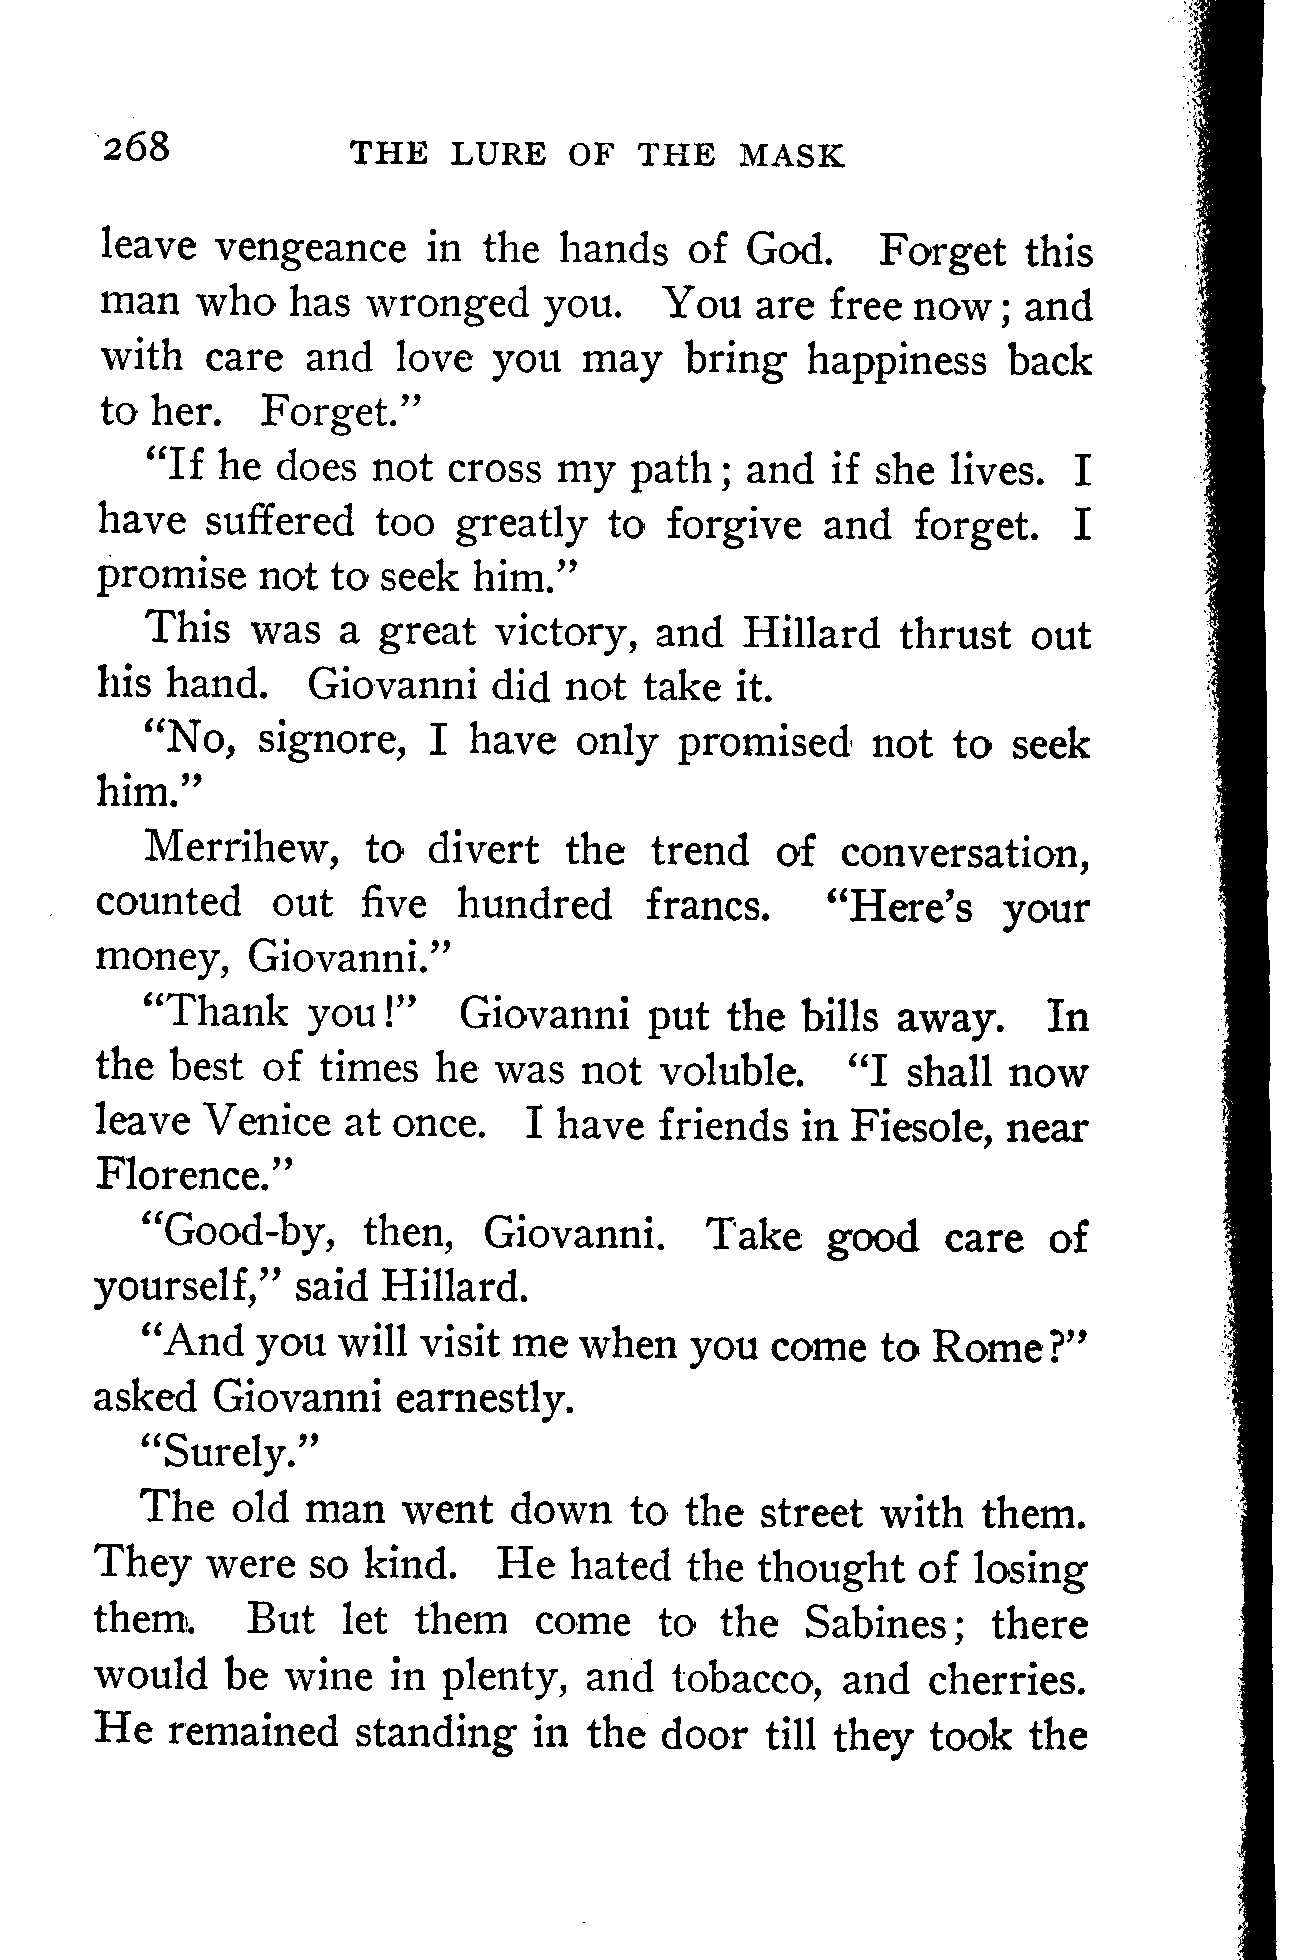 268 THE LURE OF THE MASK
leave vengeance in the hands of God. Forget this
man who has wronged you. You are free now; and
with care and love you may bring happiness back
to her. Forget."
"If he does not cross my path; and if she lives. I
have suffered too greatly to forgive and forget. I
promise not to seek him."
This was a great victory, and Hillard thrust out
his hand. Giovanni did not take it.
"No, signore, I have only promised not to seek
him."
Merrihew, to divert the trend of conversation,
counted out five hundred francs. "Here's your
money, Giovanni."
"Thank you!" Giovanni put the bills away. In
the best of times he was not voluble. "I shall now
leave Venice at once. I have friends in Fiesole, near
Florence."
"Good-by, then, Giovanni. Take good care of
yourself," said Hillard.
"And you will visit me when you come to Rome?"
asked Giovanni earnestly.
"Surely."
The old man went down to the street with them.
They were so kind. He hated the thought of losing
them. But let them come to the Sabines; there
would be wine in plenty, and tobacco, and cherries.
He remained standing in the door till they took the